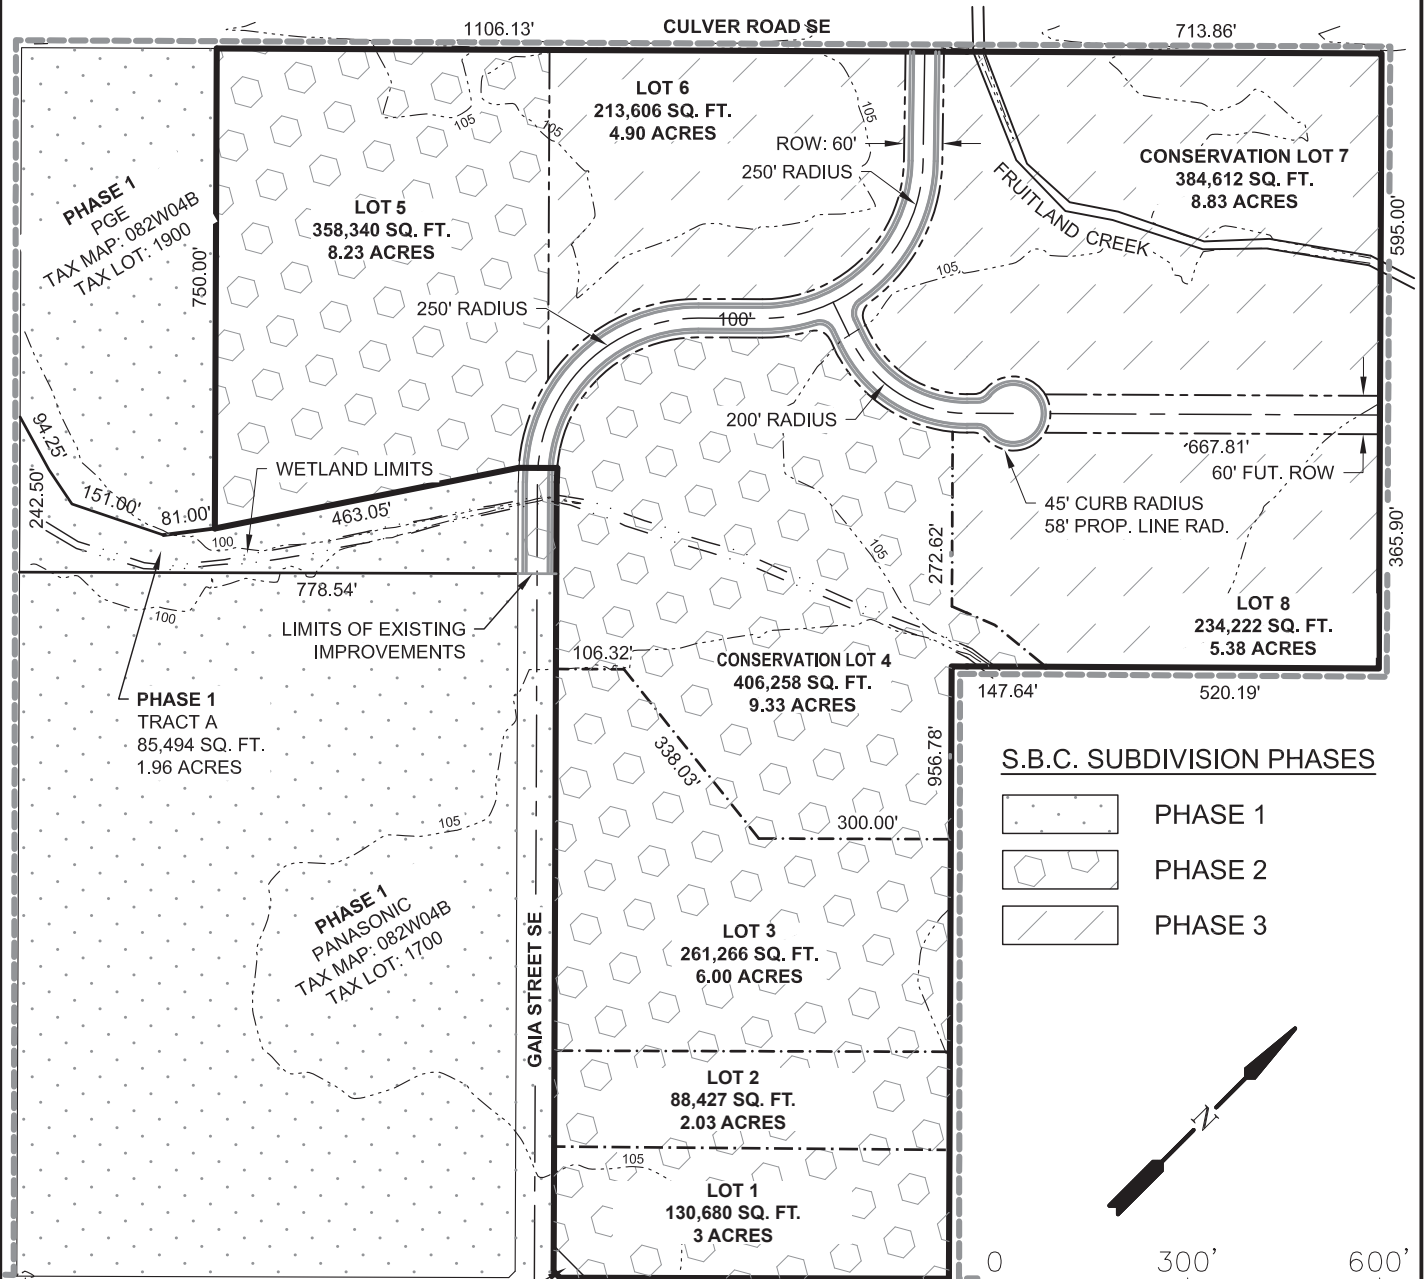 1106.13'
CULVER ROAD SE
713.86'
LOT 6
213,606 SQ. FT.
4.90 ACRES
105
105
105
ROW: 60'
250' RADIUS
CONSERVATION LOT 7
384,612 SQ. FT.
8.83 ACRES
FRUITLAND CREEK
595.00'
PHASE 1
PGE
TAX MAP: 082W04B
TAX LOT: 1900
750.00'
LOT 5
358,340 SQ. FT.
8.23 ACRES
105
250' RADIUS
100'
200' RADIUS
667.81'
60' FUT. ROW
45' CURB RADIUS
58' PROP. LINE RAD.
94.25'
242.50'
151.00'
81.00'
WETLAND LIMITS
463.05'
100
778.54'
100
LIMITS OF EXISTING
IMPROVEMENTS
105
272.62'
365.90'
LOT 8
234,222 SQ. FT.
5.38 ACRES
106.32'
CONSERVATION LOT 4
406,258 SQ. FT.
9.33 ACRES
147.64'
520.19'
PHASE 1
TRACT A
85,494 SQ. FT.
1.96 ACRES
338.03'
956.78'
300.00'
S.B.C. SUBDIVISION PHASES
PHASE 1
PHASE 2
PHASE 3
105
PHASE 1
PANASONIC
TAX MAP: 082W04B
TAX LOT: 1700
GAIA STREET SE
LOT 3
261,266 SQ. FT.
6.00 ACRES
LOT 2
88,427 SQ. FT.
2.03 ACRES
105
LOT 1
130,680 SQ. FT.
3 ACRES
N
0 300' 600'